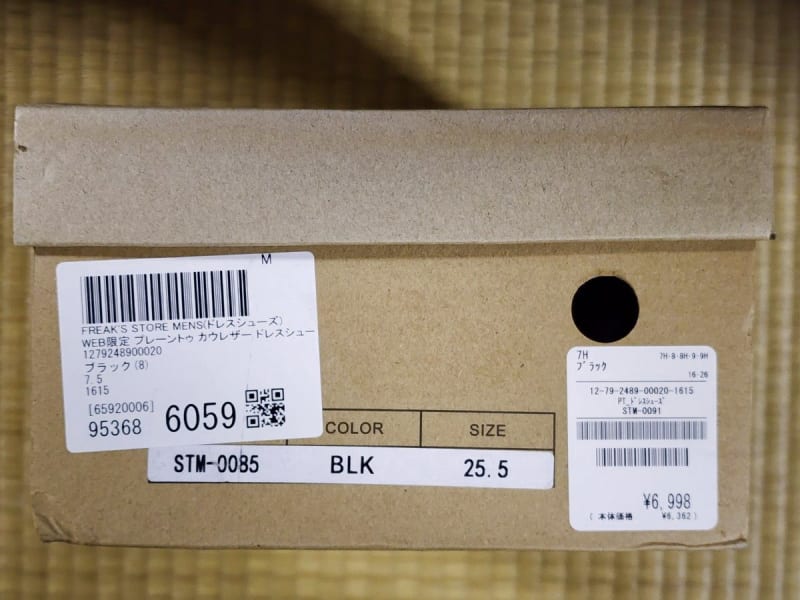 M
FREAK'S STORE MENS(ドレスシューズ)
WEB限定 プレーントゥ カウレザー ドレスシュー
1279248900020
ブラック(8)
7.5
1615
[65920006]
95368 6059
COLOR SIZE
STM-0085 BLK 25.5
7H 7H-8-8H-9-9H
ブラック
16-26
12-79-2489-00020-1615
PT_ドレスシューズ
STM-0091
¥6,998
(本体価格 ¥6,362)